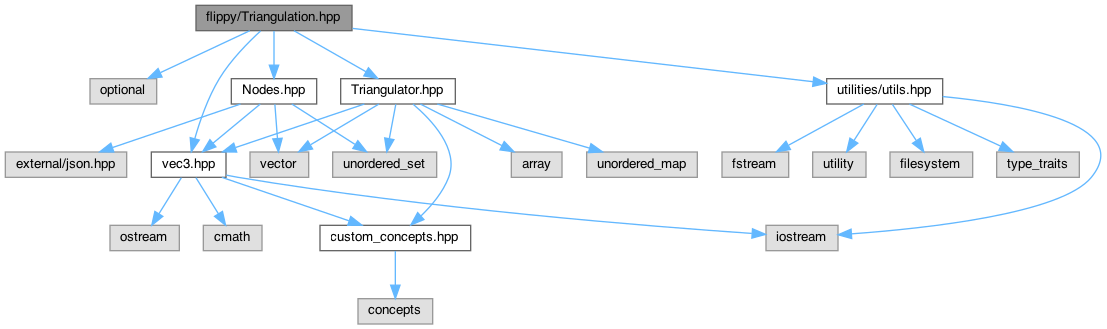 flippy/Triangulation.hpp
optional
Nodes.hpp
Triangulator.hpp
utilities/utils.hpp
external/json.hpp
vec3.hpp
vector
unordered_set
array
unordered_map
fstream
utility
filesystem
type_traits
ostream
cmath
custom_concepts.hpp
iostream
concepts